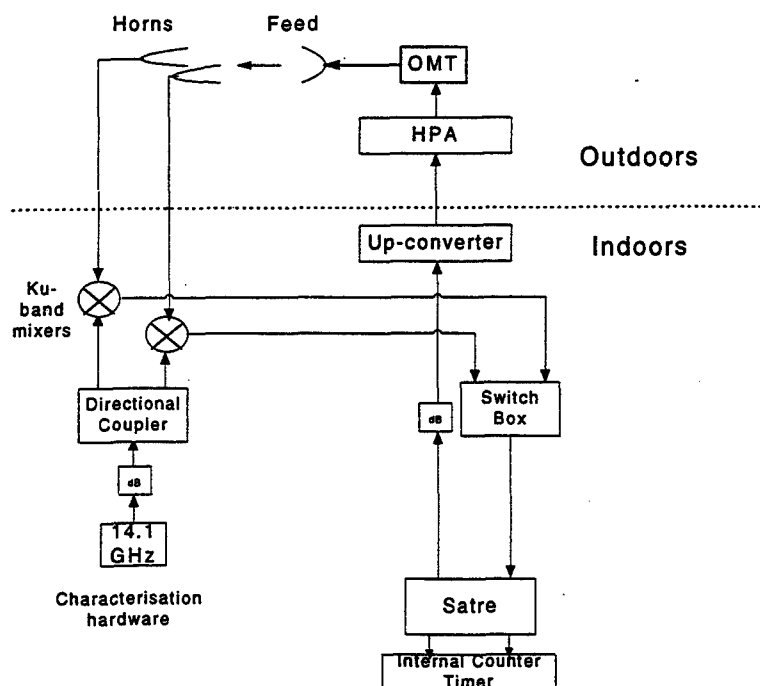 Horns
Feed
OMT
HPA
Outdoors
Up-converter
Indoors
Ku-
band
mixers
Directional
Coupler
Switch
Box
dB
dB
14.1
GHz
Characterisation
hardware
Satre
Internal Counter
Timer